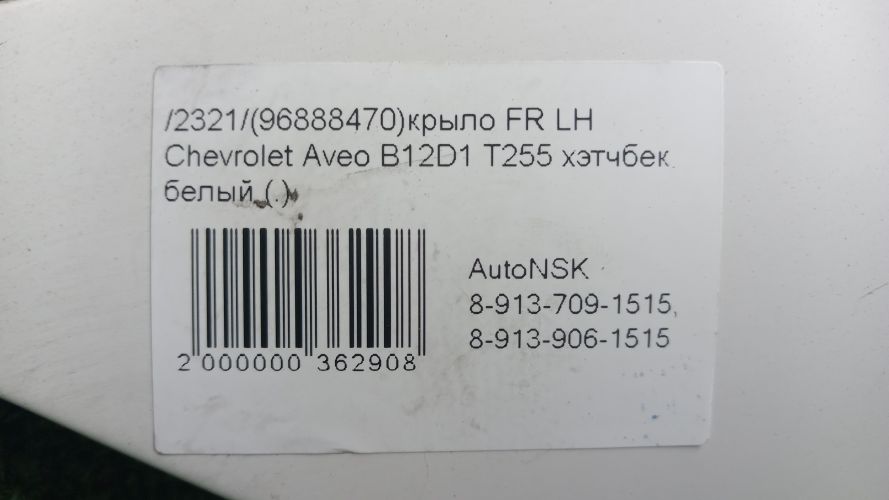 /2321/(96888470)крыло FR LH
Chevrolet Aveo B12D1 T255 хэтчбек
белый (.)
AutoNSK
8-913-709-1515,
8-913-906-1515
2 000000 362908